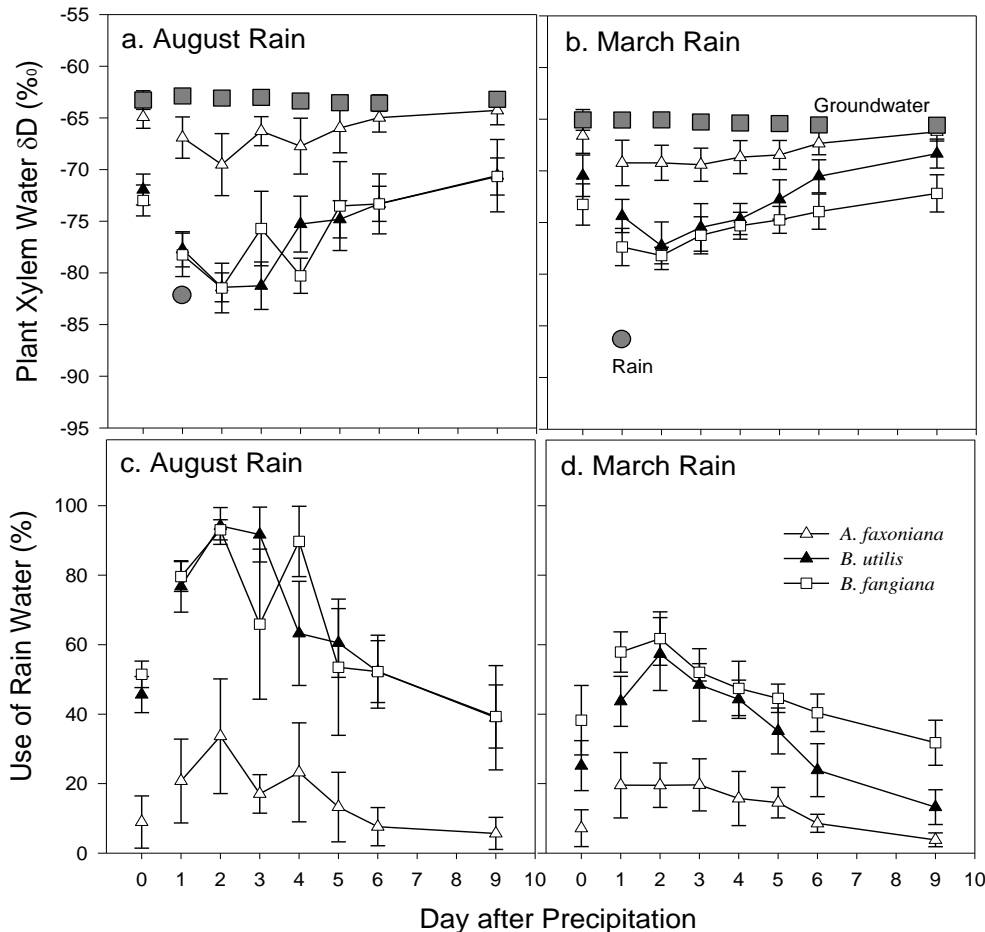 a. August Rain
b. March Rain
Plant Xylem Water δD (‰)
-55
-60
-65
-70
-75
-80
-85
-90
-95
Groundwater
Rain
c. August Rain
d. March Rain
Use of Rain Water (%)
100
80
60
40
20
0
A. faxoniana
B. utilis
B. fangiana
0 1 2 3 4 5 6 7 8 9 10
0 1 2 3 4 5 6 7 8 9 10
Day after Precipitation